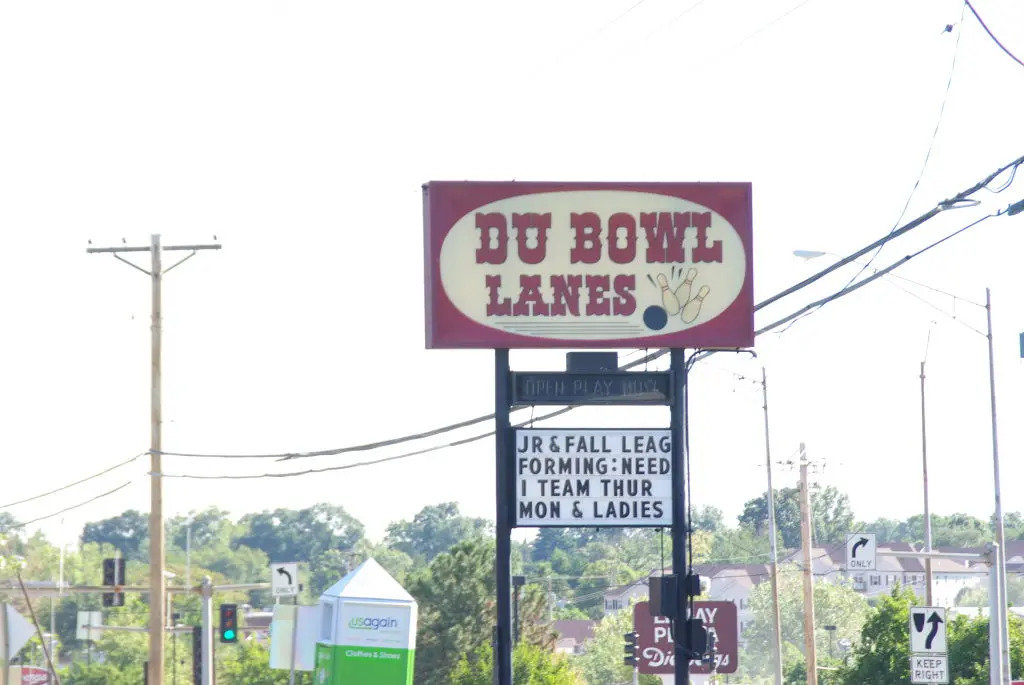 DU BOWL
LANES
OPEN PLAY NOW
JR & FALL LEAG
FORMING: NEED
1 TEAM THUR
MON & LADIES
ONLY
usagain
Clothes & Shoes
ONLY
KEEP
RIGHT